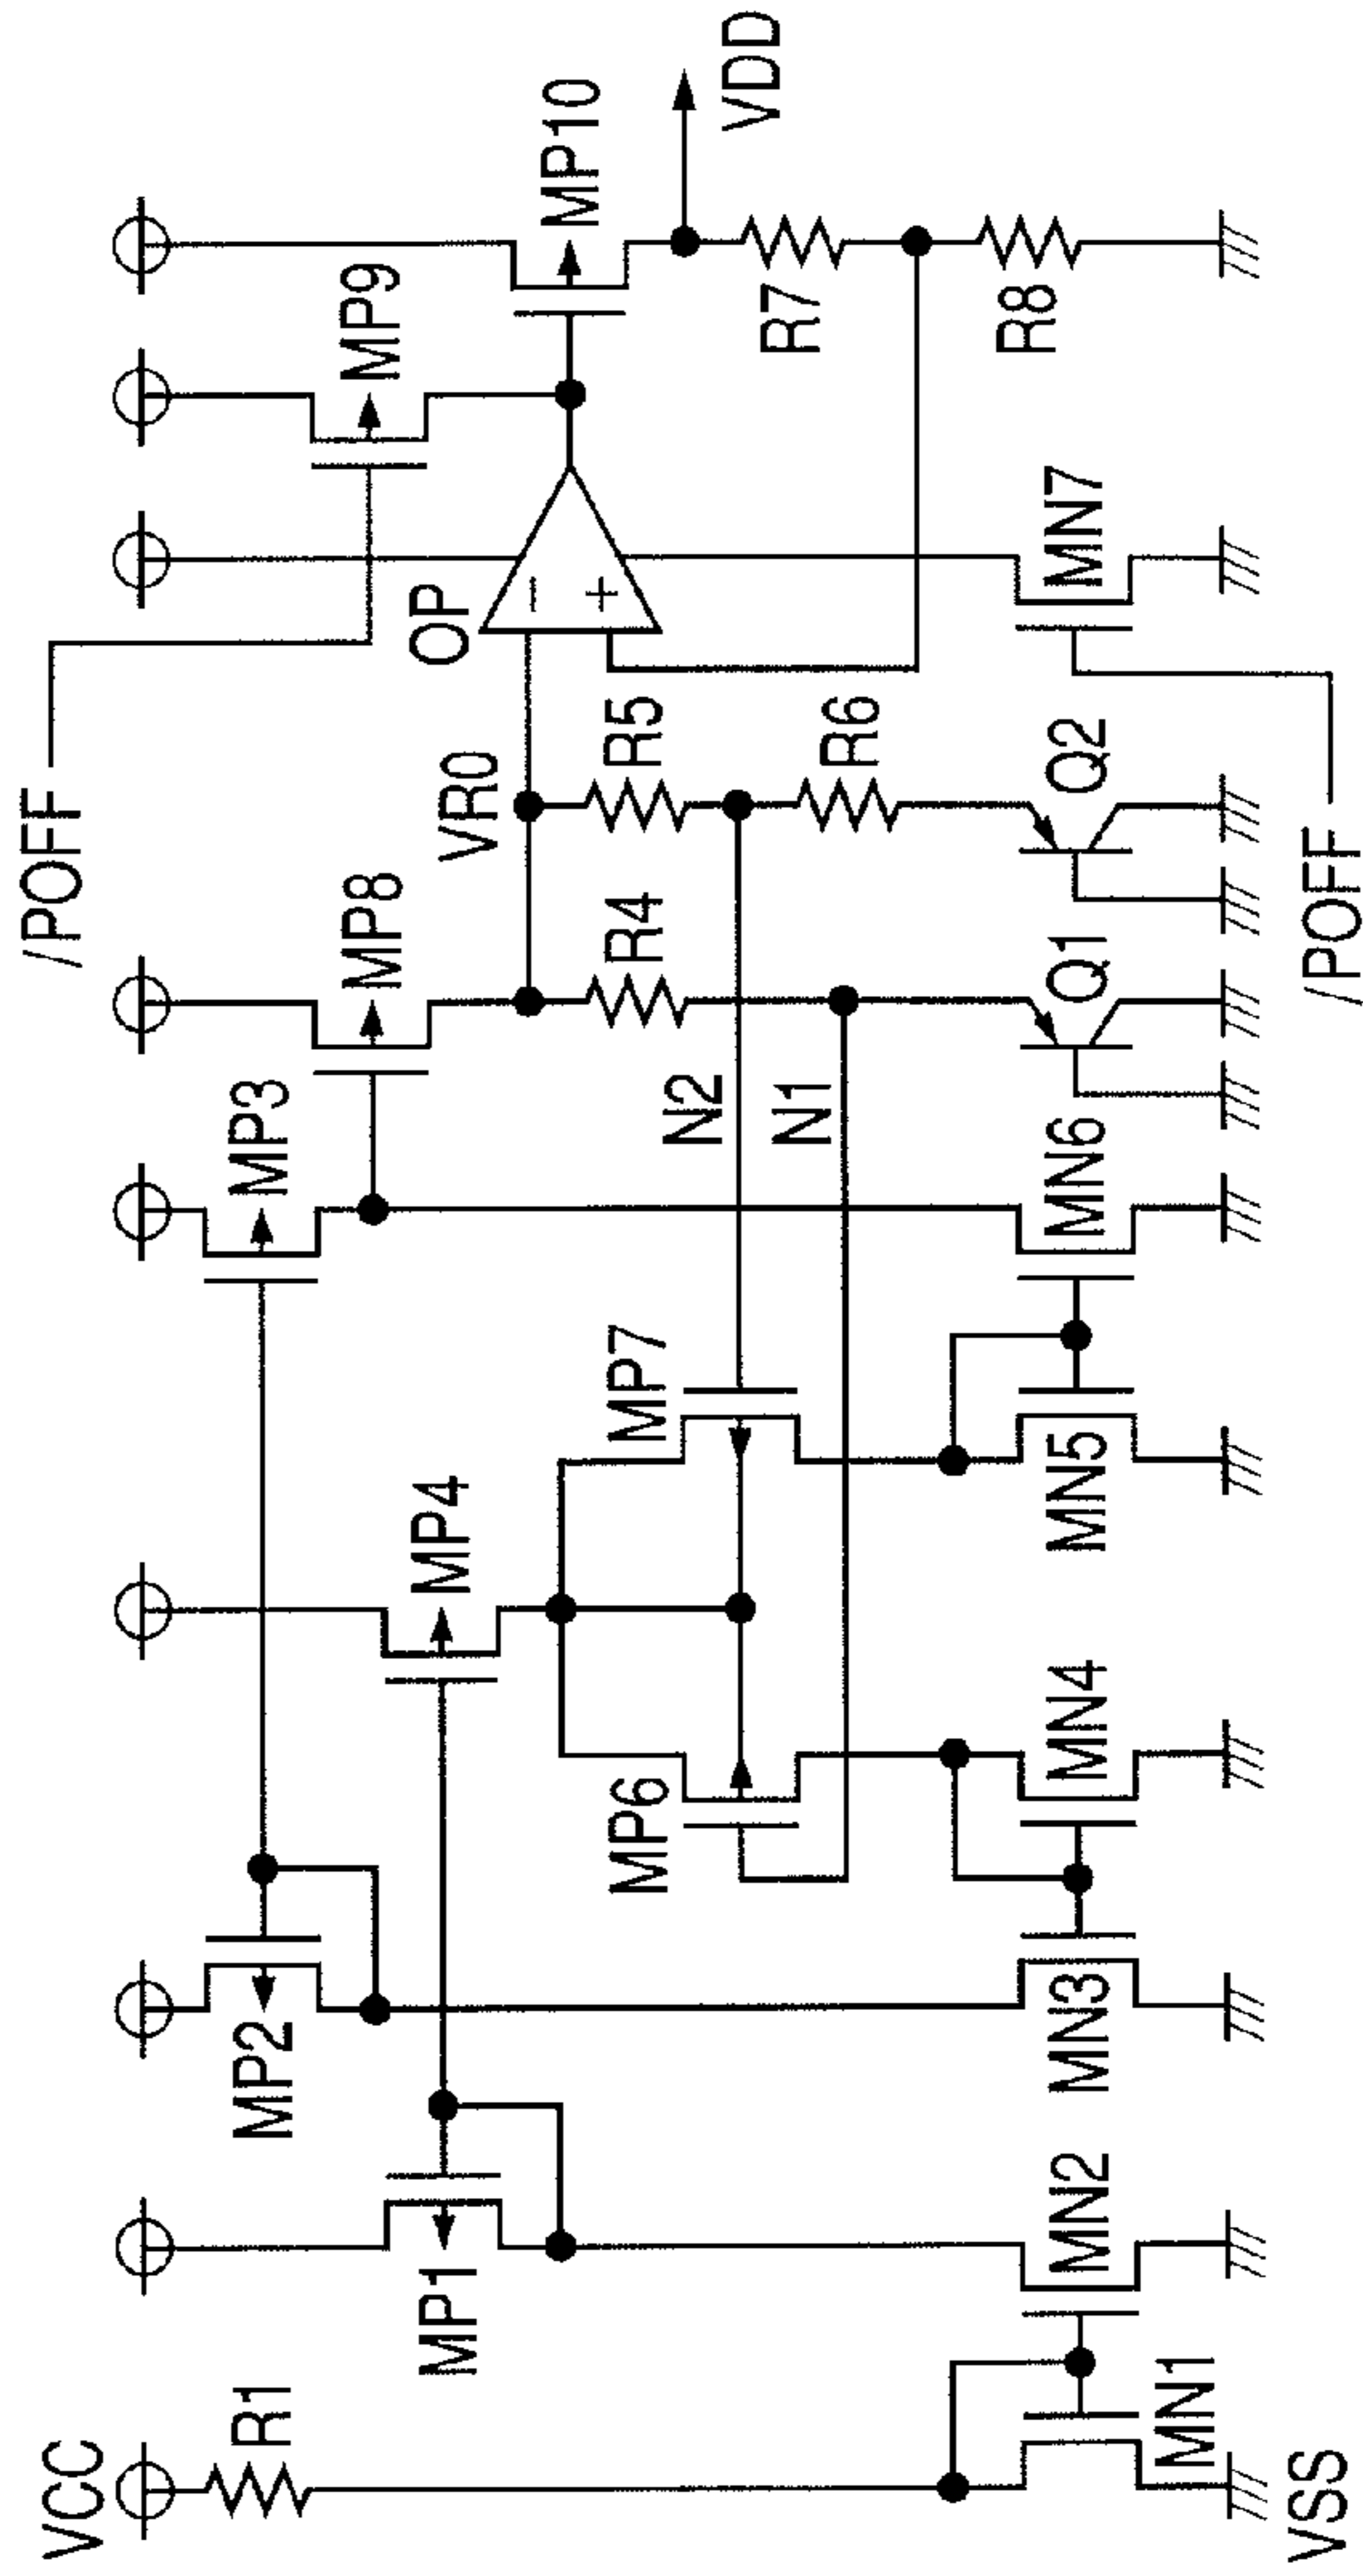 VCC
R1
MN1
VSS
MP1
MN2
MP2
MN3
MP4
MP6
MN4
MP7
MN5
MP3
MN6
N2
N1
MP8
R4
Q1
VR0
R5
R6
Q2
/POFF
OP
−
+
MP9
MN7
/POFF
MP10
R7
R8
VDD